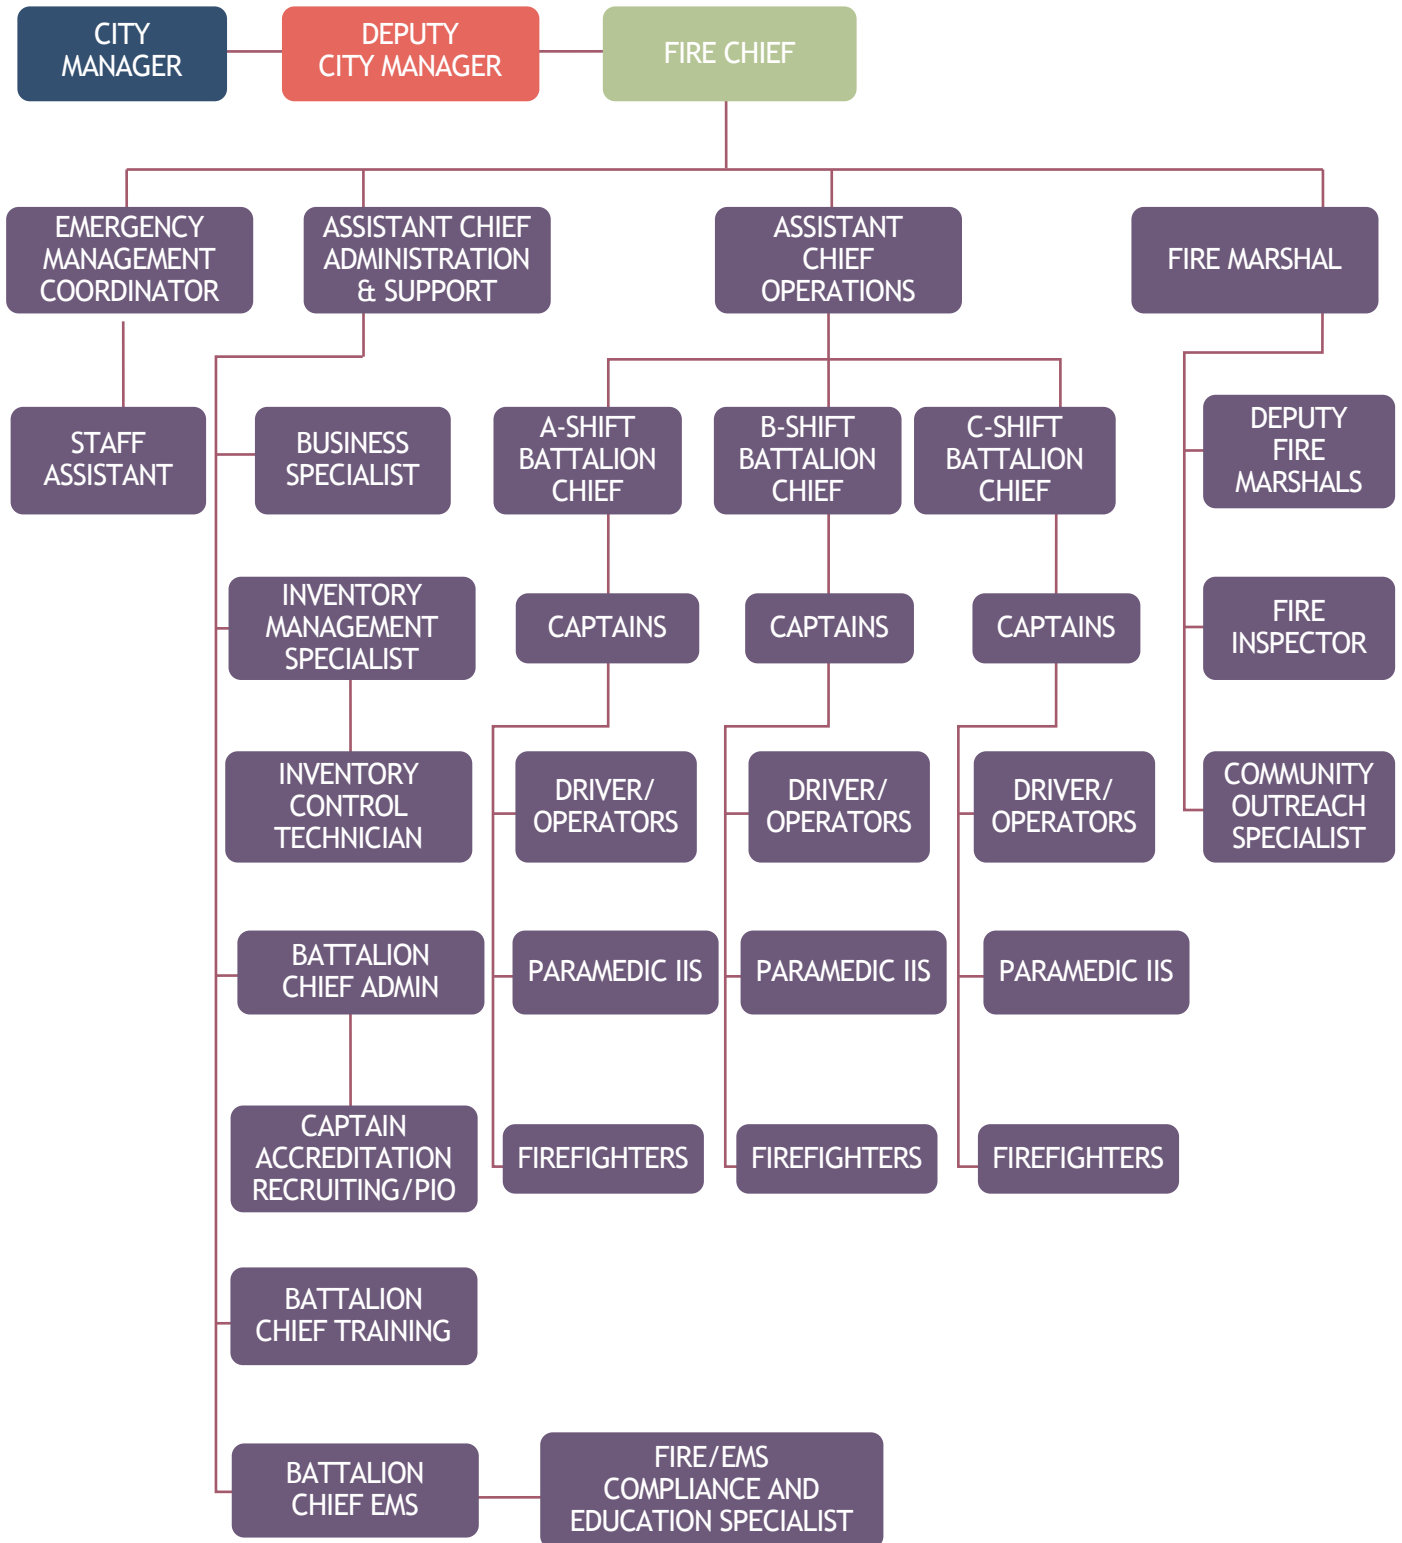 CITY
MANAGER
DEPUTY
CITY MANAGER
FIRE CHIEF
EMERGENCY
MANAGEMENT
COORDINATOR
ASSISTANT CHIEF
ADMINISTRATION
& SUPPORT
ASSISTANT
CHIEF
OPERATIONS
FIRE MARSHAL
STAFF
ASSISTANT
BUSINESS
SPECIALIST
A-SHIFT
BATTALION
CHIEF
B-SHIFT
BATTALION
CHIEF
C-SHIFT
BATTALION
CHIEF
DEPUTY
FIRE
MARSHALS
INVENTORY
MANAGEMENT
SPECIALIST
CAPTAINS
CAPTAINS
CAPTAINS
FIRE
INSPECTOR
INVENTORY
CONTROL
TECHNICIAN
DRIVER/
OPERATORS
DRIVER/
OPERATORS
DRIVER/
OPERATORS
COMMUNITY
OUTREACH
SPECIALIST
BATTALION
CHIEF ADMIN
PARAMEDIC IIS
PARAMEDIC IIS
PARAMEDIC IIS
CAPTAIN
ACCREDITATION
RECRUITING/PIO
FIREFIGHTERS
FIREFIGHTERS
FIREFIGHTERS
BATTALION
CHIEF TRAINING
BATTALION
CHIEF EMS
FIRE/EMS
COMPLIANCE AND
EDUCATION SPECIALIST